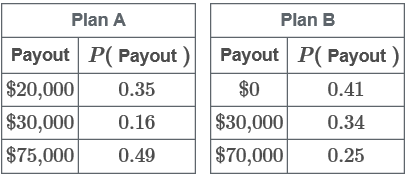 Plan A
Payout P( Payout )
$20,000 0.35
$30,000 0.16
$75,000 0.49
Plan B
Payout P( Payout )
$0 0.41
$30,000 0.34
$70,000 0.25